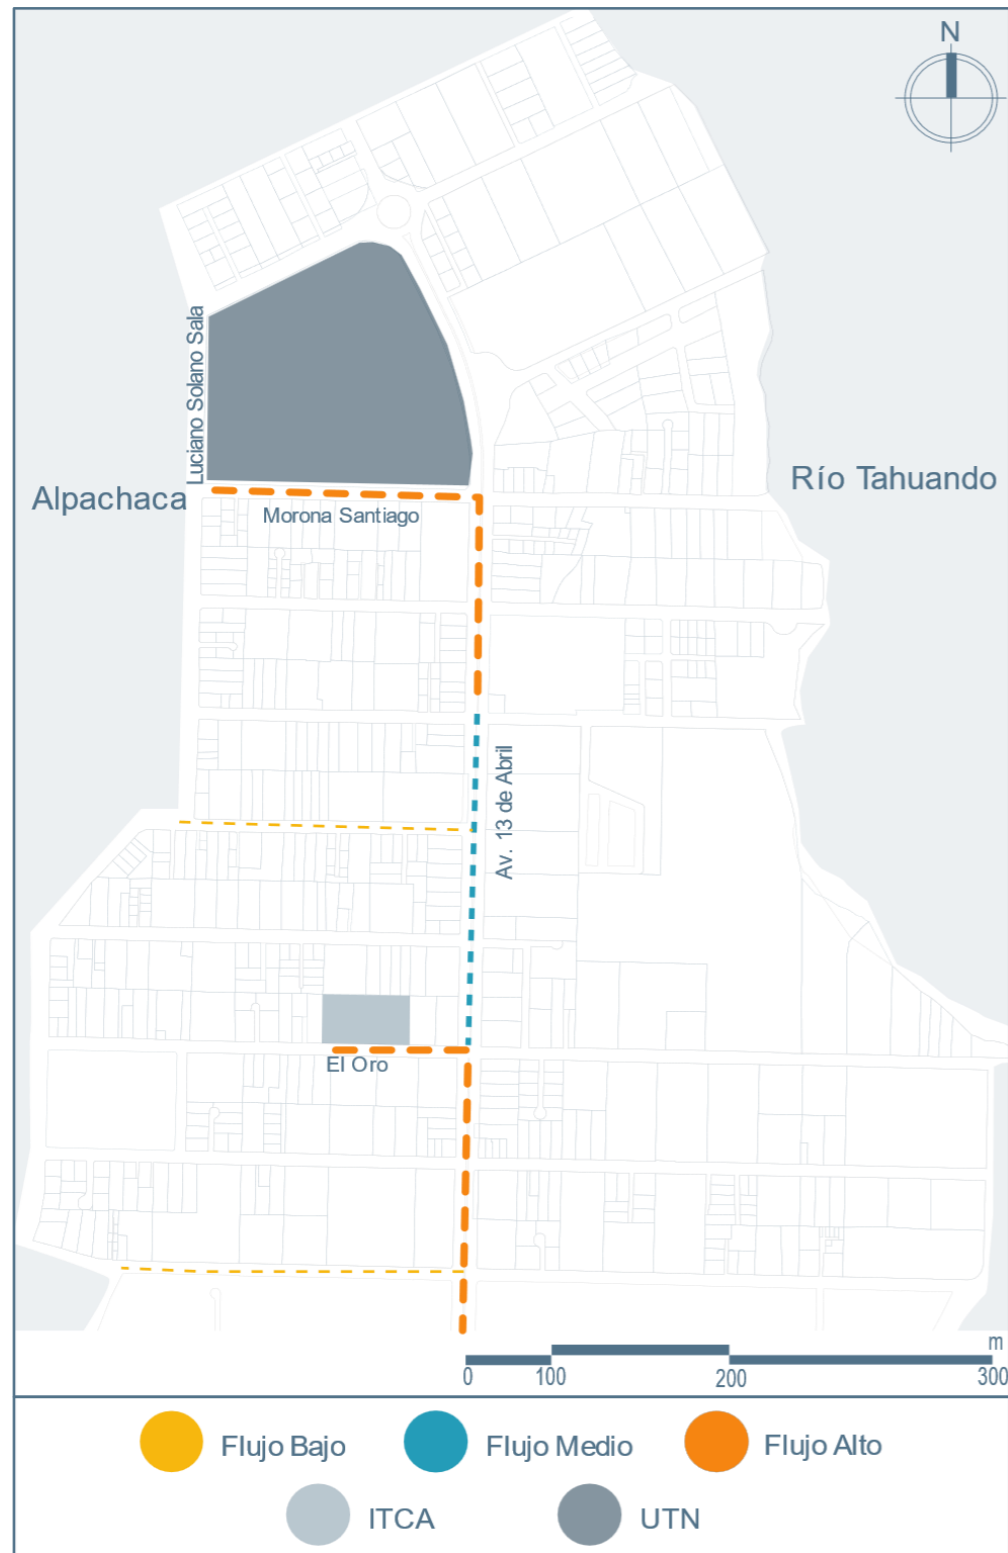 N
Luciano Solano Sala
Alpachaca
Río Tahuando
Morona Santiago
Av. 13 de Abril
El Oro
m
0 100 200 300
Flujo Bajo Flujo Medio Flujo Alto
ITCA UTN